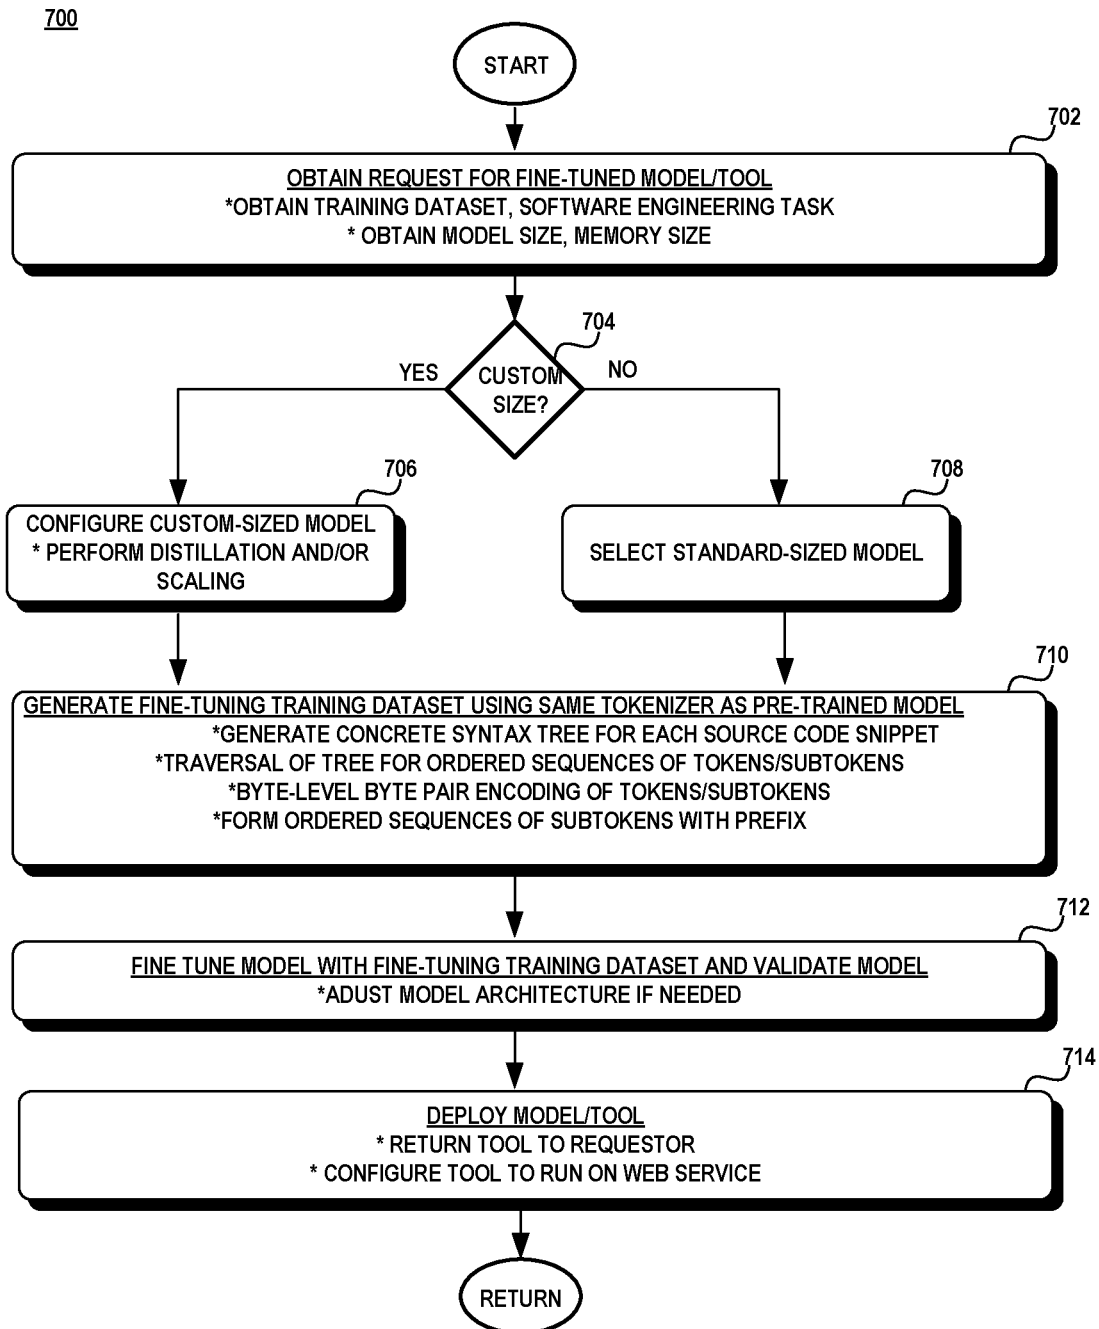 700
START
702
OBTAIN REQUEST FOR FINE-TUNED MODEL/TOOL
*OBTAIN TRAINING DATASET, SOFTWARE ENGINEERING TASK
* OBTAIN MODEL SIZE, MEMORY SIZE
704
YES
CUSTOM
SIZE?
NO
706
CONFIGURE CUSTOM-SIZED MODEL
* PERFORM DISTILLATION AND/OR
SCALING
708
SELECT STANDARD-SIZED MODEL
710
GENERATE FINE-TUNING TRAINING DATASET USING SAME TOKENIZER AS PRE-TRAINED MODEL
*GENERATE CONCRETE SYNTAX TREE FOR EACH SOURCE CODE SNIPPET
*TRAVERSAL OF TREE FOR ORDERED SEQUENCES OF TOKENS/SUBTOKENS
*BYTE-LEVEL BYTE PAIR ENCODING OF TOKENS/SUBTOKENS
*FORM ORDERED SEQUENCES OF SUBTOKENS WITH PREFIX
712
FINE TUNE MODEL WITH FINE-TUNING TRAINING DATASET AND VALIDATE MODEL
*ADUST MODEL ARCHITECTURE IF NEEDED
714
DEPLOY MODEL/TOOL
* RETURN TOOL TO REQUESTOR
* CONFIGURE TOOL TO RUN ON WEB SERVICE
RETURN